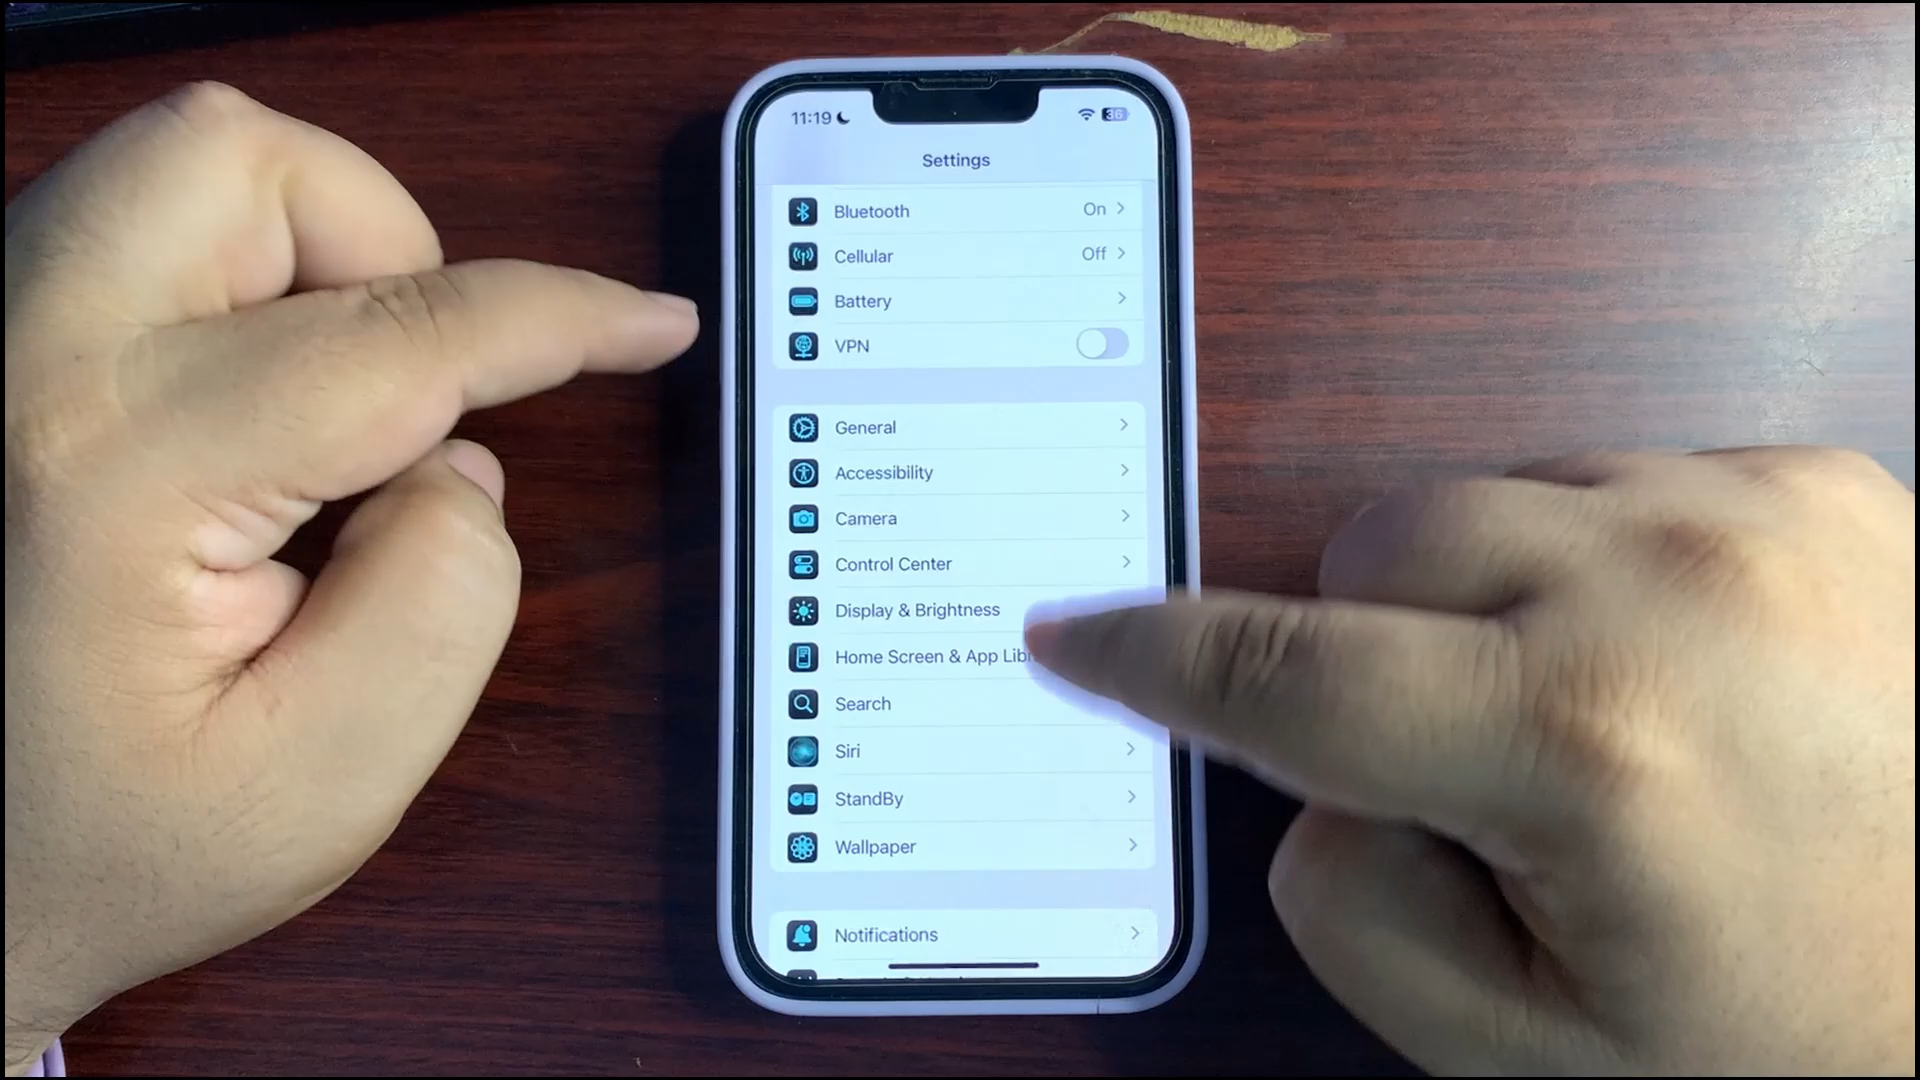 11:19
36
Settings
Bluetooth On
Cellular Off
Battery
VPN
General
Accessibility
Camera
Control Center
Display & Brightness
Home Screen & App
Search
Siri
StandBy
Wallpaper
Notifications